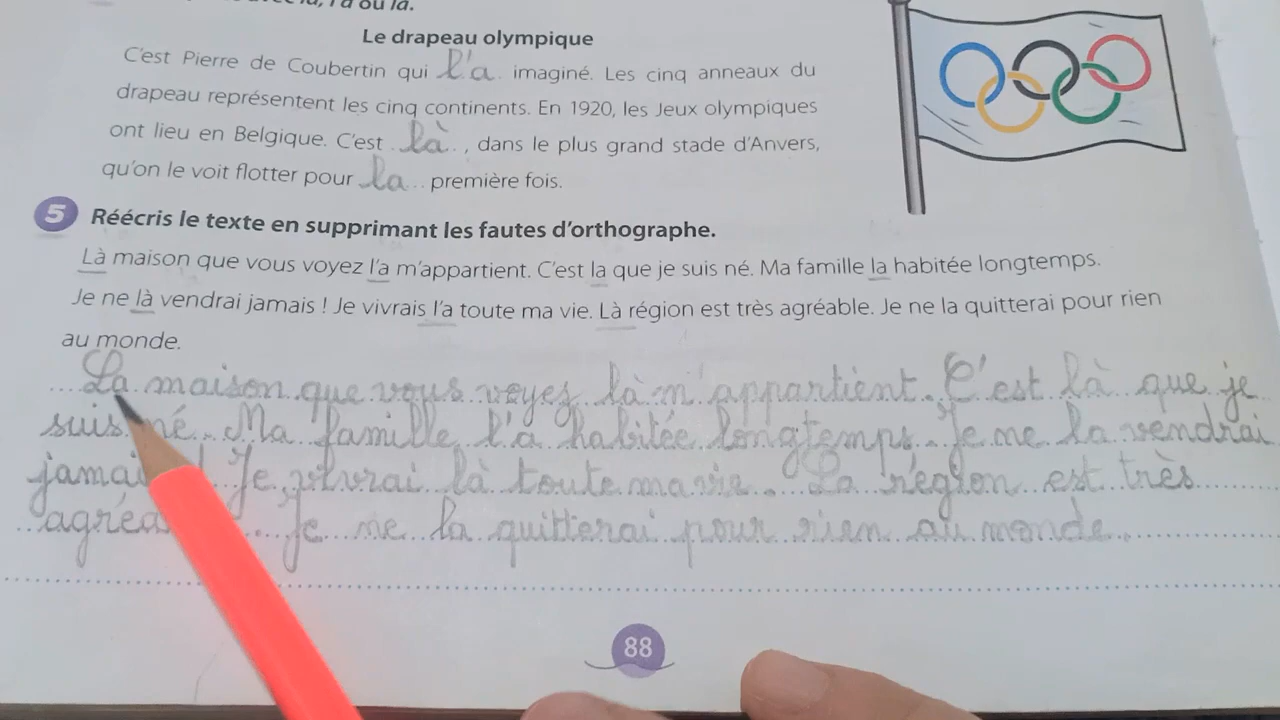 la, l'a ou là.
Le drapeau olympique
C'est Pierre de Coubertin qui l'a imaginé. Les cinq anneaux du
drapeau représentent les cinq continents. En 1920, les Jeux olympiques
ont lieu en Belgique. C'est là, dans le plus grand stade d'Anvers,
qu'on le voit flotter pour la première fois.
5 Réécris le texte en supprimant les fautes d'orthographe.
Là maison que vous voyez l'a m'appartient. C'est la que je suis né. Ma famille la habitée longtemps.
Je ne là vendrai jamais ! Je vivrais l'a toute ma vie. Là région est très agréable. Je ne la quitterai pour rien
au monde.
La maison que vous voyez là m'appartient. C'est là que je
suis né. Ma famille l'a habitée longtemps. Je ne la vendrai
jamai ! Je vivrai là toute ma vie. La région est très
agréa Je ne la quitterai pour rien au monde.
88